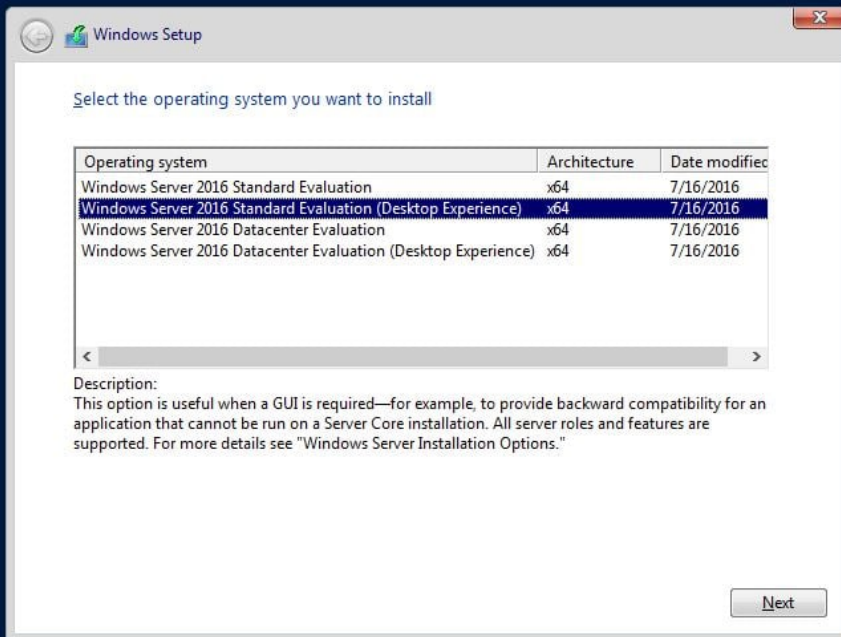 Windows Setup
Select the operating system you want to install
Operating system Architecture Date modified
Windows Server 2016 Standard Evaluation x64 7/16/2016
Windows Server 2016 Standard Evaluation (Desktop Experience) x64 7/16/2016
Windows Server 2016 Datacenter Evaluation x64 7/16/2016
Windows Server 2016 Datacenter Evaluation (Desktop Experience) x64 7/16/2016
Description:
This option is useful when a GUI is required—for example, to provide backward compatibility for an
application that cannot be run on a Server Core installation. All server roles and features are
supported. For more details see "Windows Server Installation Options."
Next